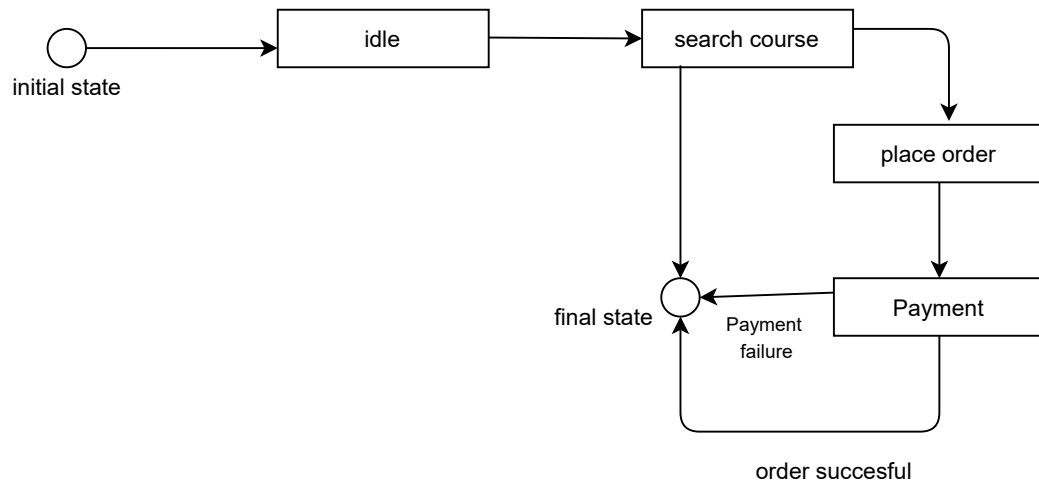 idle
search course
initial state
place order
final state
Payment
Payment
failure
order succesful